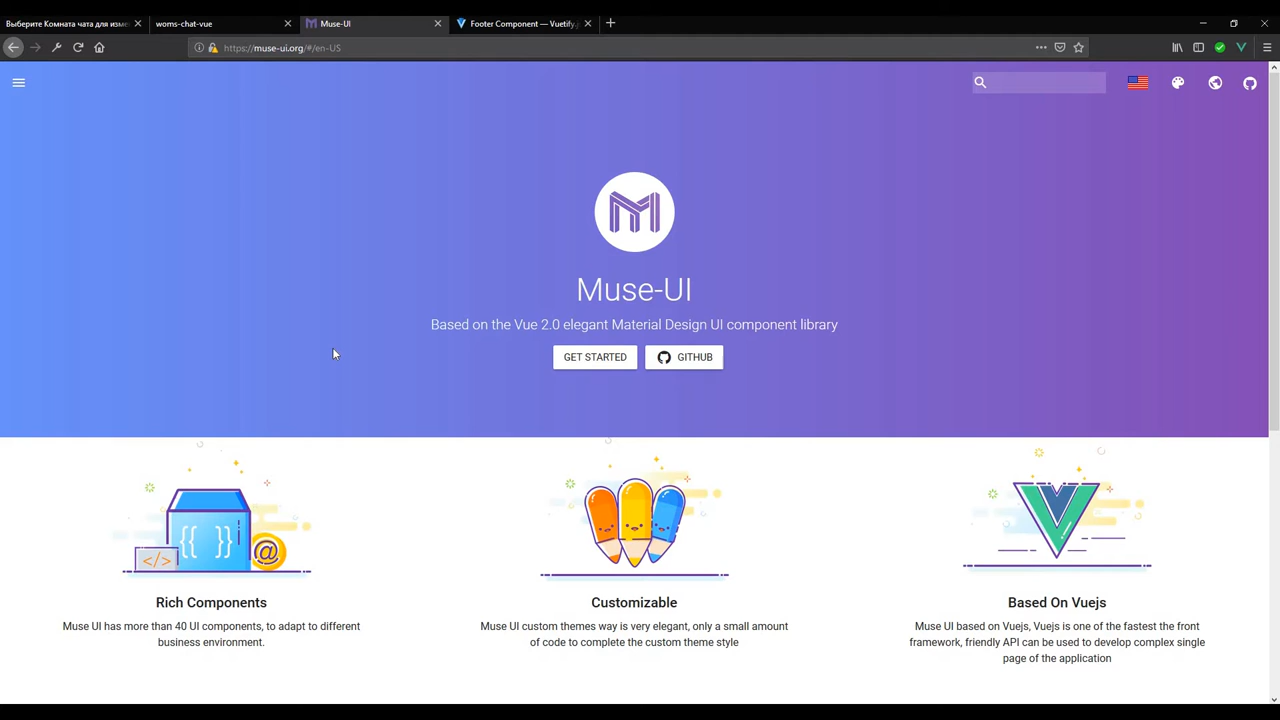 Выберите Комната чата для изме
woms-chat-vue
Muse-UI
Footer Component — Vuetify.js
https://muse-ui.org/#/en-US
Muse-UI
Based on the Vue 2.0 elegant Material Design UI component library
GET STARTED
GITHUB
{{ }}
</>
@
Rich Components
Customizable
Based On Vuejs
Muse UI has more than 40 UI components, to adapt to different
business environment.
Muse UI custom themes way is very elegant, only a small amount
of code to complete the custom theme style
Muse UI based on Vuejs, Vuejs is one of the fastest the front
framework, friendly API can be used to develop complex single
page of the application